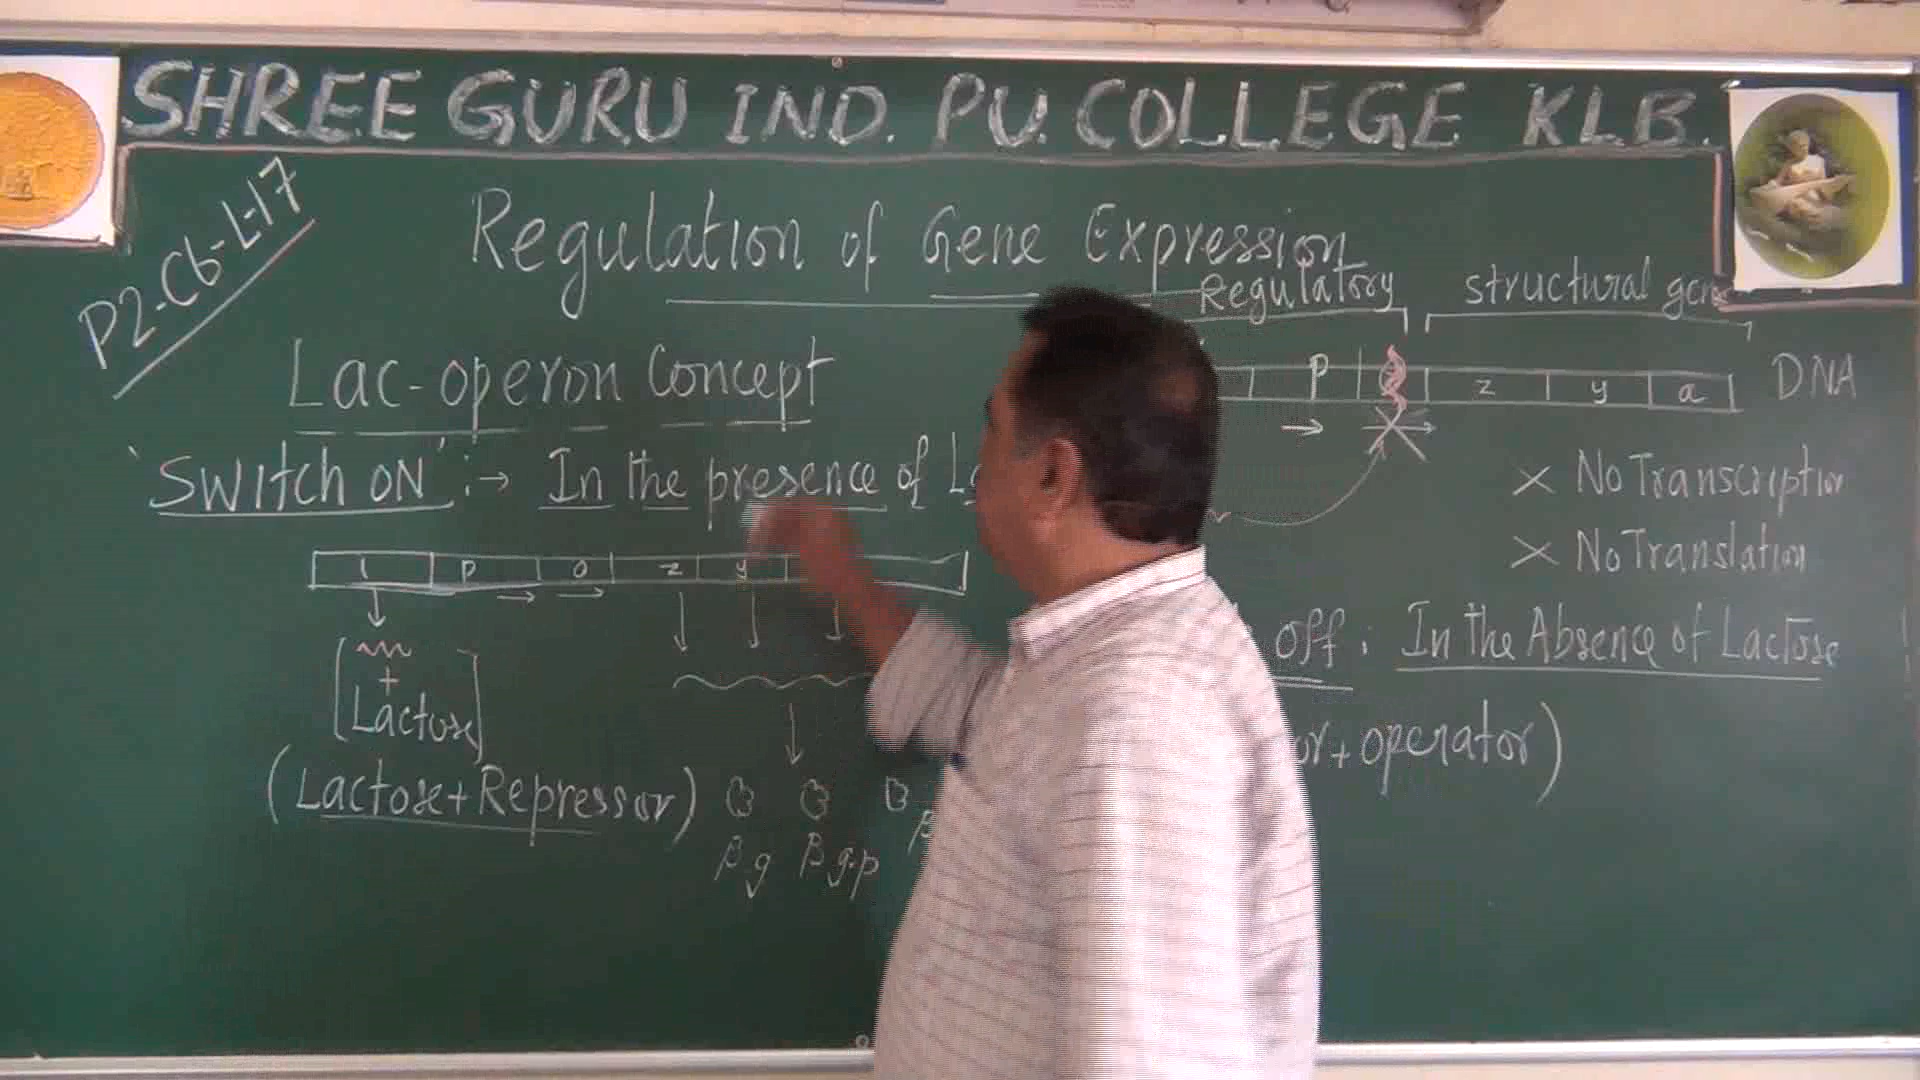 SHREE GURU IND. PU. COLLEGE KLB.
P2-C6-L-17
Regulation of Gene Expression
Regulatory structural gene
P z y a DNA
Lac-operon Concept
'Switch ON' :→ In the presence of
i P o z y
+
[Lactose]
(Lactose + Repressor)
β.g β.g.p
× No Transcription
× No Translation
Off : In the Absence of Lactose
+ operator)